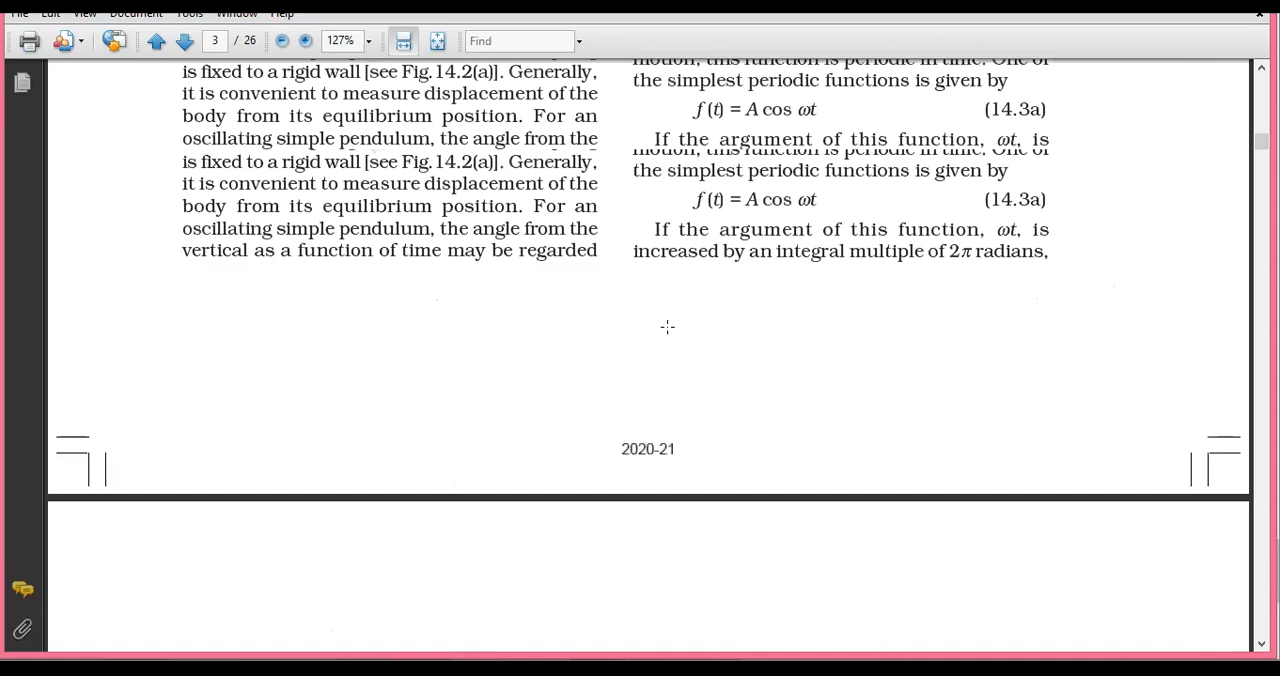 File Edit View Document Tools Window Help
3 / 26 127% Find
is fixed to a rigid wall [see Fig.14.2(a)]. Generally,
it is convenient to measure displacement of the
body from its equilibrium position. For an
oscillating simple pendulum, the angle from the
is fixed to a rigid wall [see Fig.14.2(a)]. Generally,
it is convenient to measure displacement of the
body from its equilibrium position. For an
oscillating simple pendulum, the angle from the
vertical as a function of time may be regarded
motion, this function is periodic in time. One of
the simplest periodic functions is given by
f (t) = A cos ωt (14.3a)
If the argument of this function, ωt, is
motion, this function is periodic in time. One of
the simplest periodic functions is given by
f (t) = A cos ωt (14.3a)
If the argument of this function, ωt, is
increased by an integral multiple of 2π radians,
2020-21